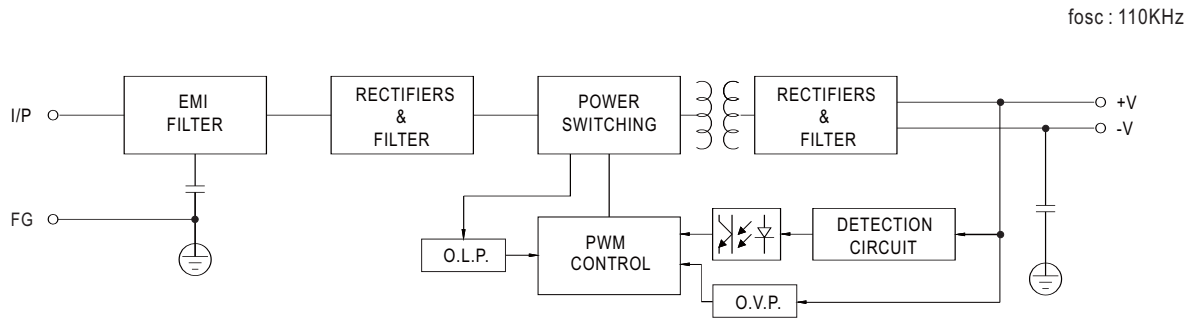 fosc : 110KHz
I/P
EMI
FILTER
RECTIFIERS
&
FILTER
POWER
SWITCHING
RECTIFIERS
&
FILTER
+V
-V
FG
O.L.P.
PWM
CONTROL
DETECTION
CIRCUIT
O.V.P.